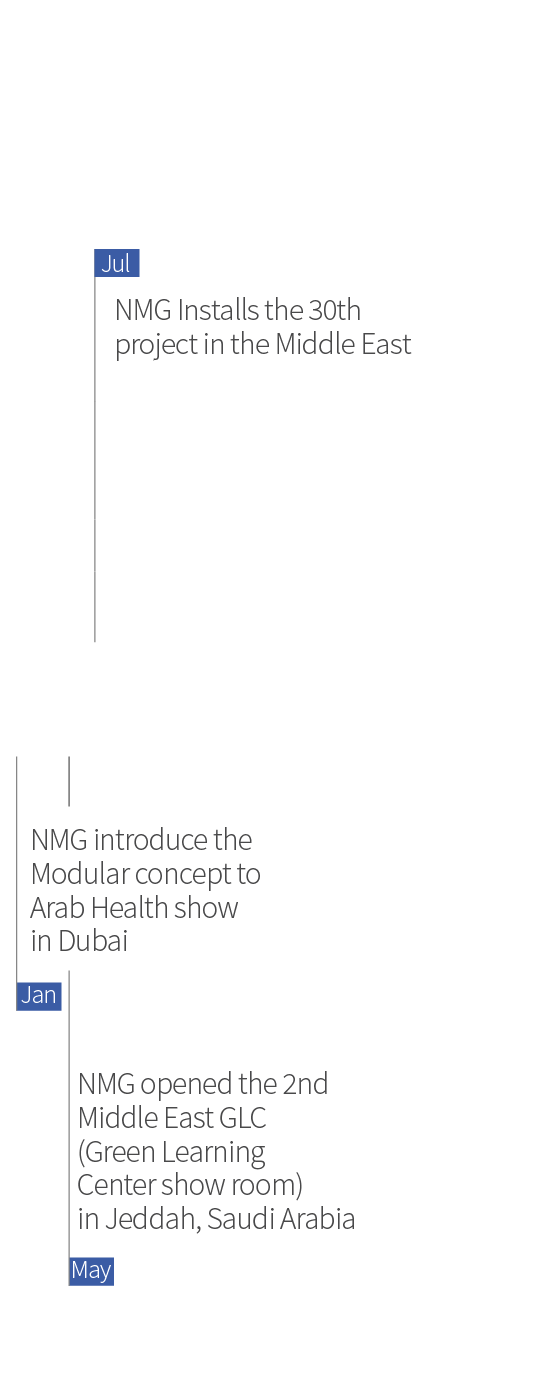 Jul
NMG Installs the 30th
project in the Middle East
NMG introduce the
Modular concept to
Arab Health show
in Dubai
Jan
NMG opened the 2nd
Middle East GLC
(Green Learning
Center show room)
in Jeddah, Saudi Arabia
May